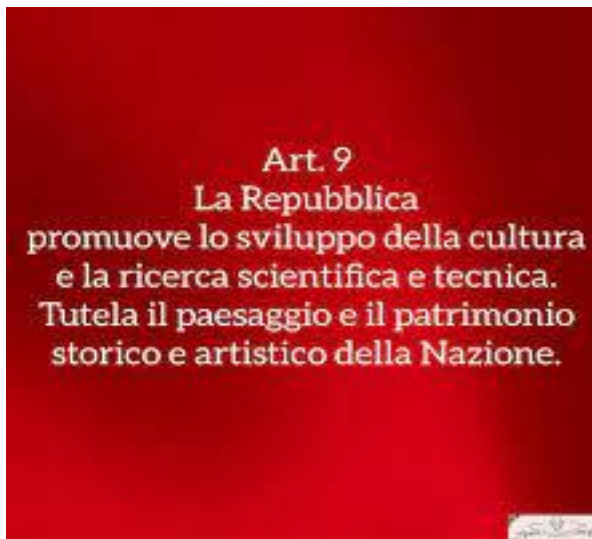 Art. 9
La Repubblica
promuove lo sviluppo della cultura
e la ricerca scientifica e tecnica.
Tutela il paesaggio e il patrimonio
storico e artistico della Nazione.